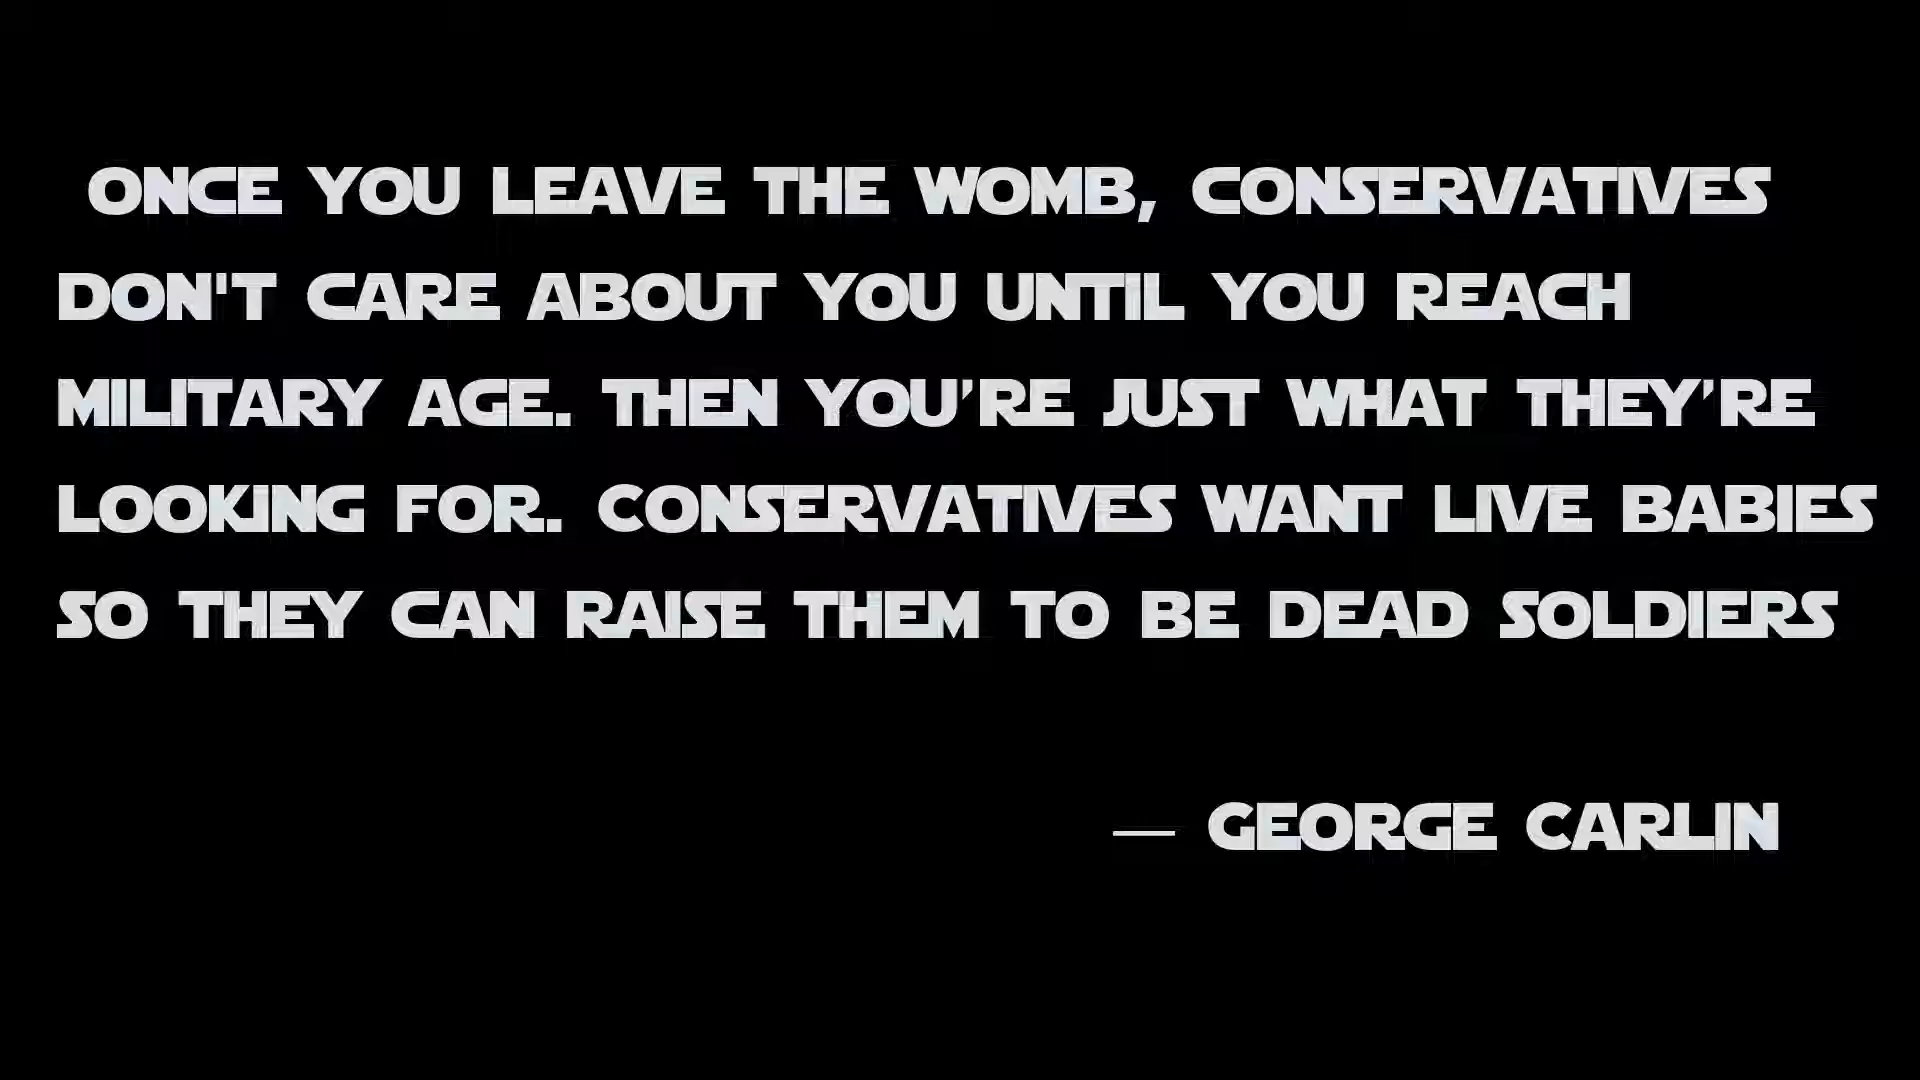 ONCE YOU LEAVE THE WOMB, CONSERVATIVES
DON'T CARE ABOUT YOU UNTIL YOU REACH
MILITARY AGE. THEN YOU’RE JUST WHAT THEY’RE
LOOKING FOR. CONSERVATIVES WANT LIVE BABIES
SO THEY CAN RAISE THEM TO BE DEAD SOLDIERS
— GEORGE CARLIN